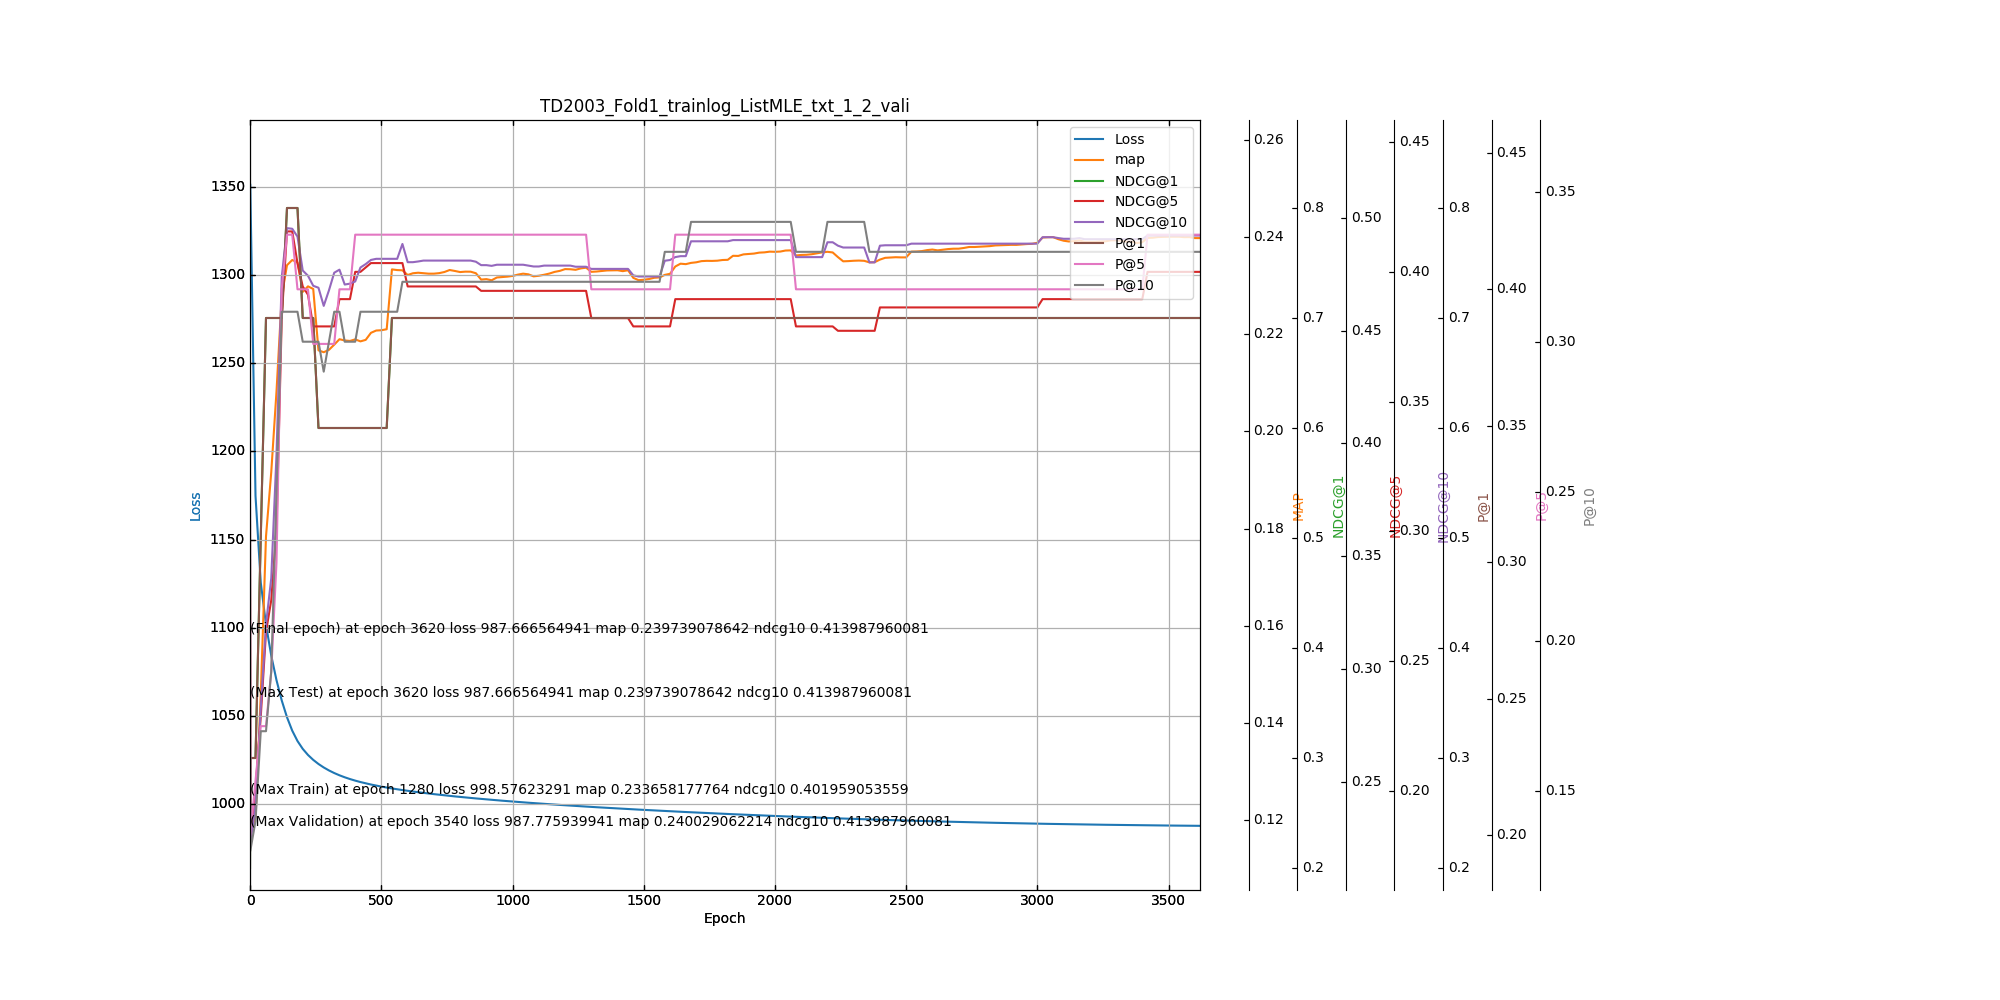 TD2003_Fold1_trainlog_ListMLE_txt_1_2_vali
Loss
map
NDCG@1
NDCG@5
NDCG@10
P@1
P@5
P@10
1350
1300
1250
1200
1150
1100
1050
1000
Loss
(Final epoch) at epoch 3620 loss 987.666564941 map 0.239739078642 ndcg10 0.413987960081
(Max Test) at epoch 3620 loss 987.666564941 map 0.239739078642 ndcg10 0.413987960081
(Max Train) at epoch 1280 loss 998.57623291 map 0.233658177764 ndcg10 0.401959053559
(Max Validation) at epoch 3540 loss 987.775939941 map 0.240029062214 ndcg10 0.413987960081
0 500 1000 1500 2000 2500 3000 3500
Epoch
0.26
0.24
0.22
0.20
0.18
0.16
0.14
0.12
MAP
0.8
0.7
0.6
0.5
0.4
0.3
0.2
NDCG@1
0.50
0.45
0.40
0.35
0.30
0.25
NDCG@5
0.45
0.40
0.35
0.30
0.25
0.20
NDCG@10
0.8
0.7
0.6
0.5
0.4
0.3
0.2
P@1
0.45
0.40
0.35
0.30
0.25
0.20
P@5
0.35
0.30
0.25
0.20
0.15
P@10